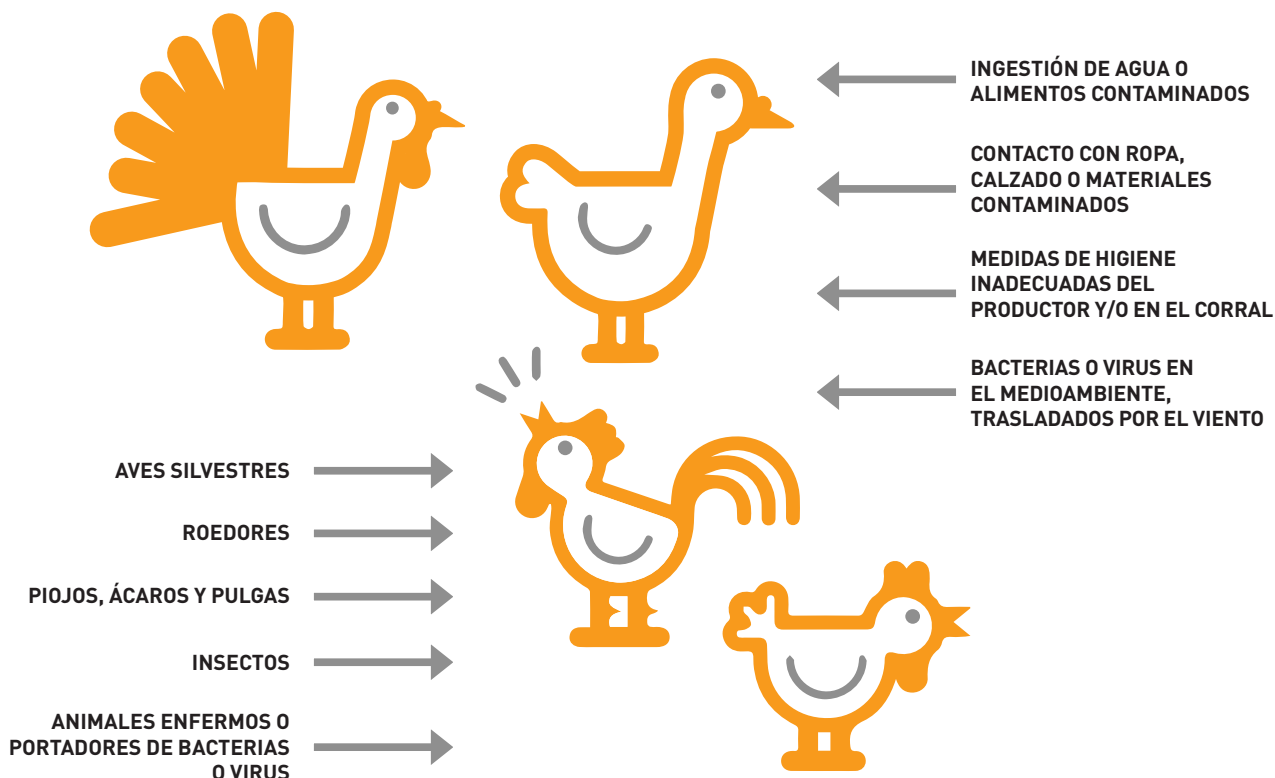 INGESTIÓN DE AGUA O
ALIMENTOS CONTAMINADOS
CONTACTO CON ROPA,
CALZADO O MATERIALES
CONTAMINADOS
MEDIDAS DE HIGIENE
INADECUADAS DEL
PRODUCTOR Y/O EN EL CORRAL
BACTERIAS O VIRUS EN
EL MEDIOAMBIENTE,
TRASLADADOS POR EL VIENTO
AVES SILVESTRES
ROEDORES
PIOJOS, ÁCAROS Y PULGAS
INSECTOS
ANIMALES ENFERMOS O
PORTADORES DE BACTERIAS
O VIRUS